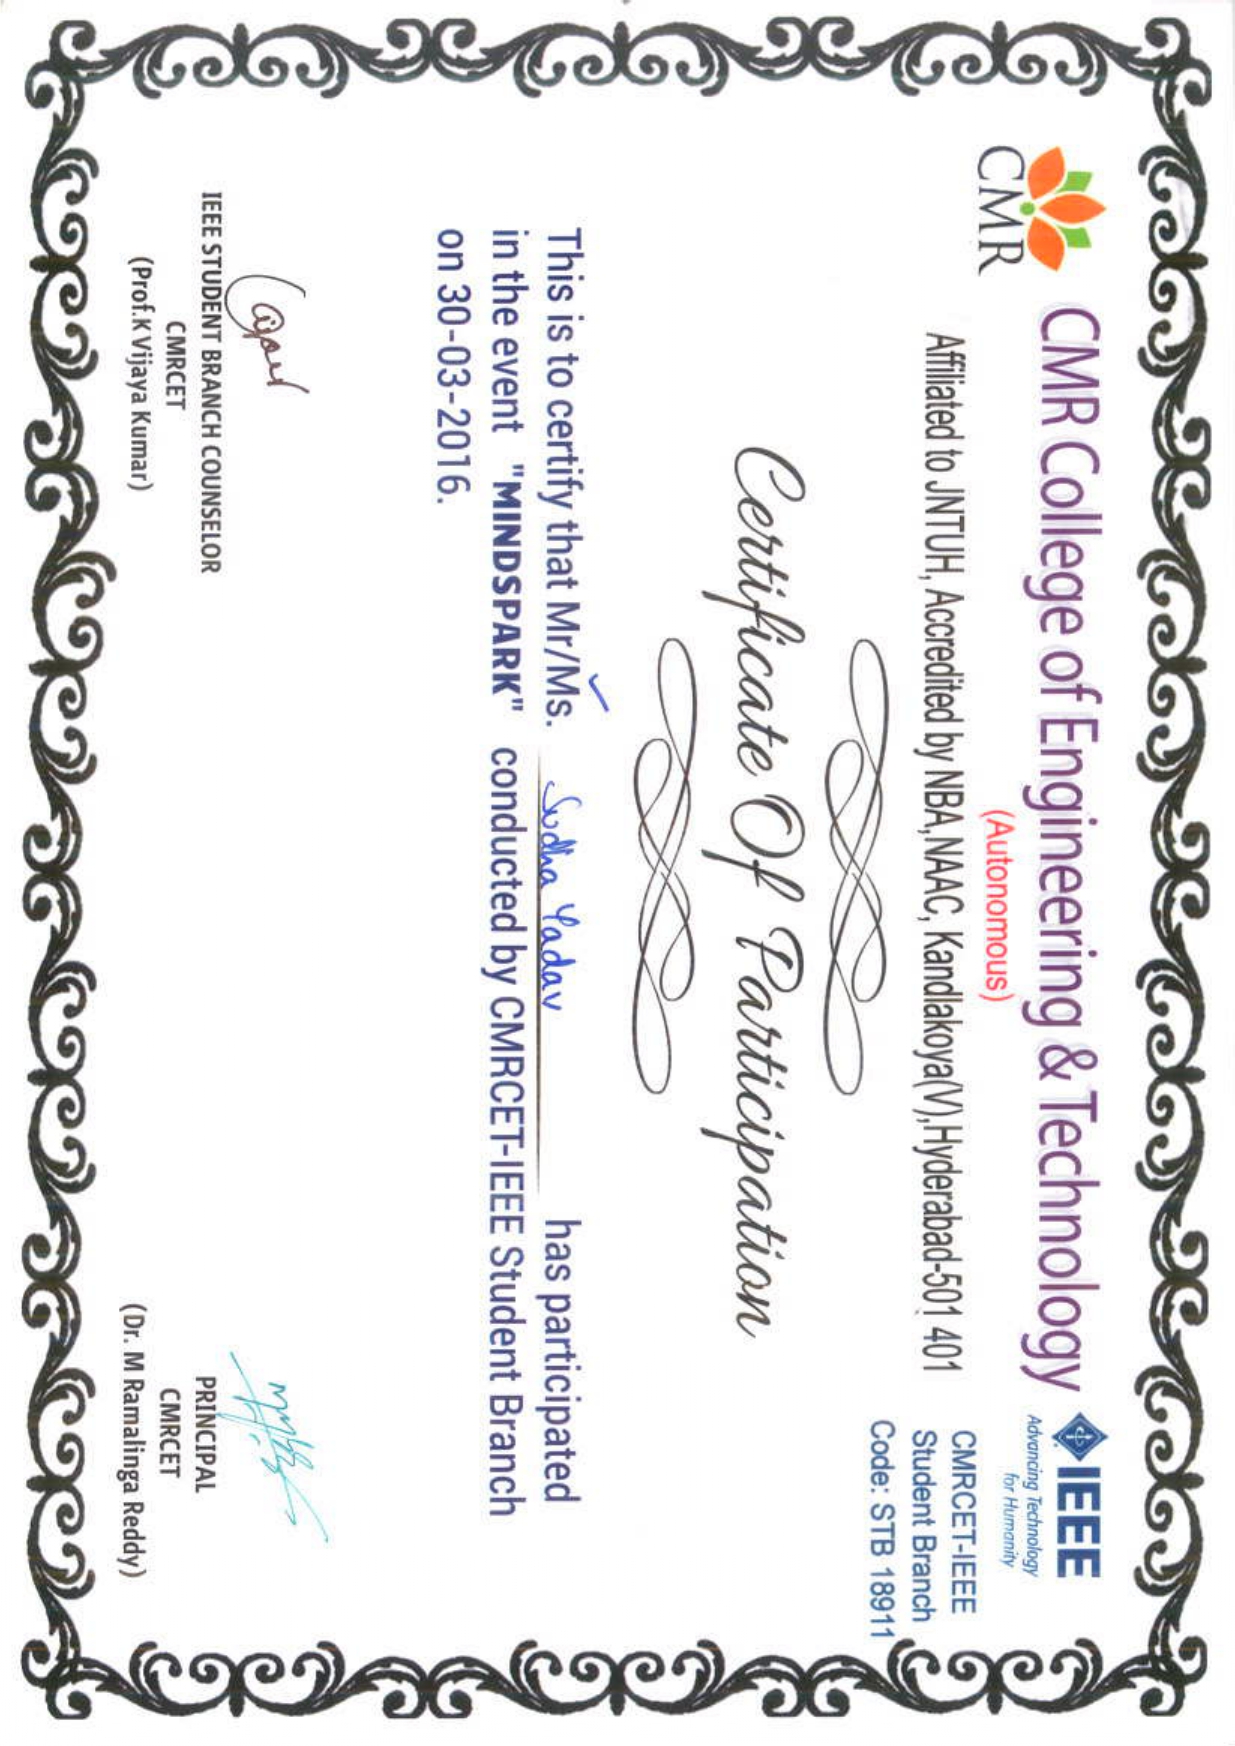 CMR
CMR College of Engineering & Technology
(Autonomous)
Affiliated to JNTUH, Accredited by NBA,NAAC, Kandlakoya(V),Hyderabad-501 401
IEEE
Advancing Technology
for Humanity
CMRCET-IEEE
Student Branch
Code: STB 18911
Certificate Of Participation
This is to certify that Mr/Ms. Sudha Yadav has participated
in the event "MINDSPARK" conducted by CMRCET-IEEE Student Branch
on 30-03-2016.
IEEE STUDENT BRANCH COUNSELOR
CMRCET
(Prof.K Vijaya Kumar)
PRINCIPAL
CMRCET
(Dr. M Ramalinga Reddy)